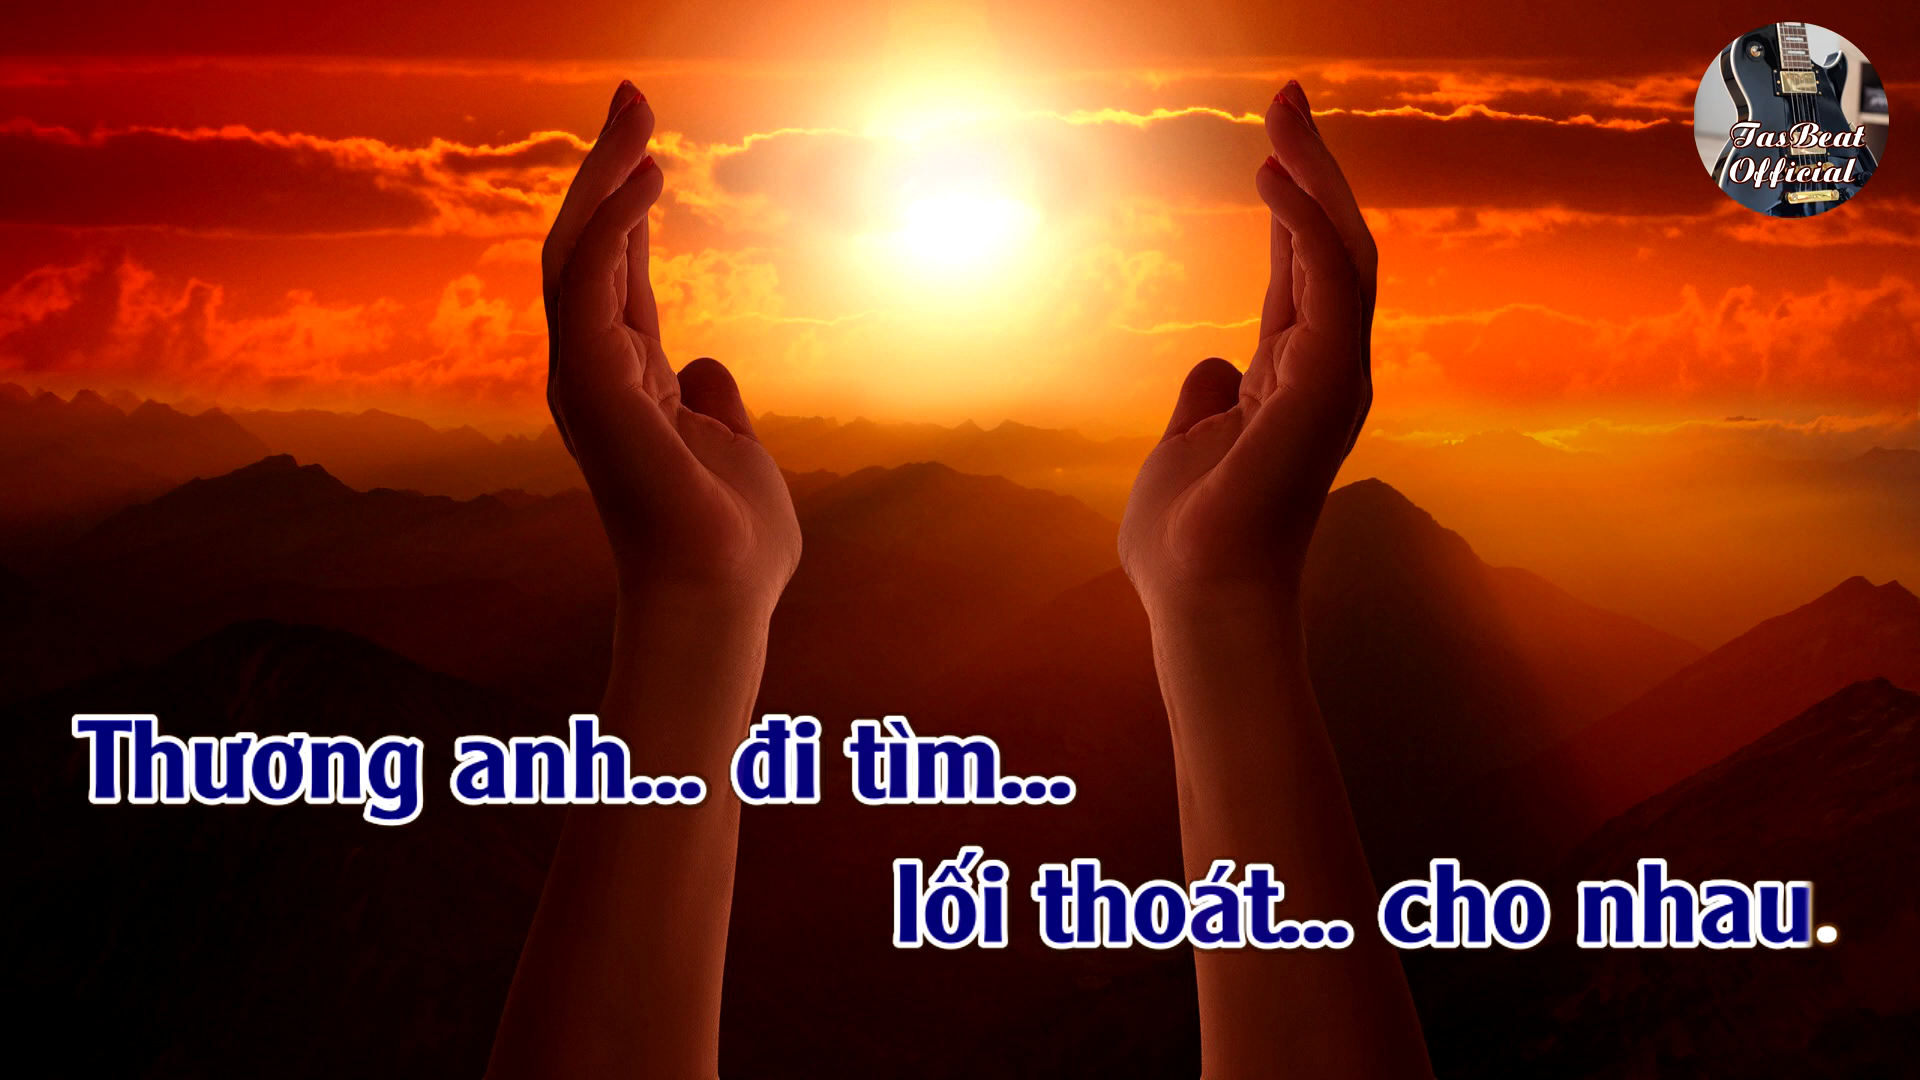 TasBeat
Official
Thương anh... đi tìm...
lối thoát... cho nhau.